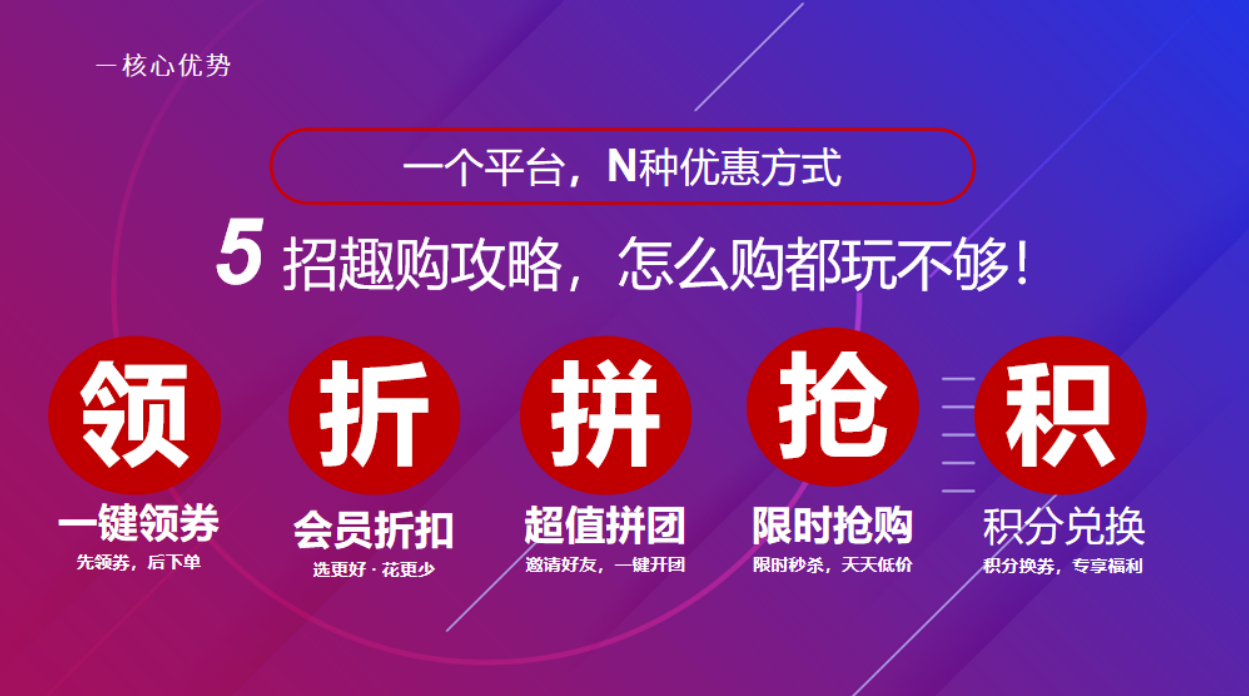 一核心优势
一个平台，N种优惠方式
5 招趣购攻略，怎么购都玩不够！
领 折 拼 抢 积
一键领券 会员折扣 超值拼团 限时抢购 积分兑换
先领券，后下单 选更好·花更少 邀请好友，一键开团 限时秒杀，天天低价 积分换券，专享福利